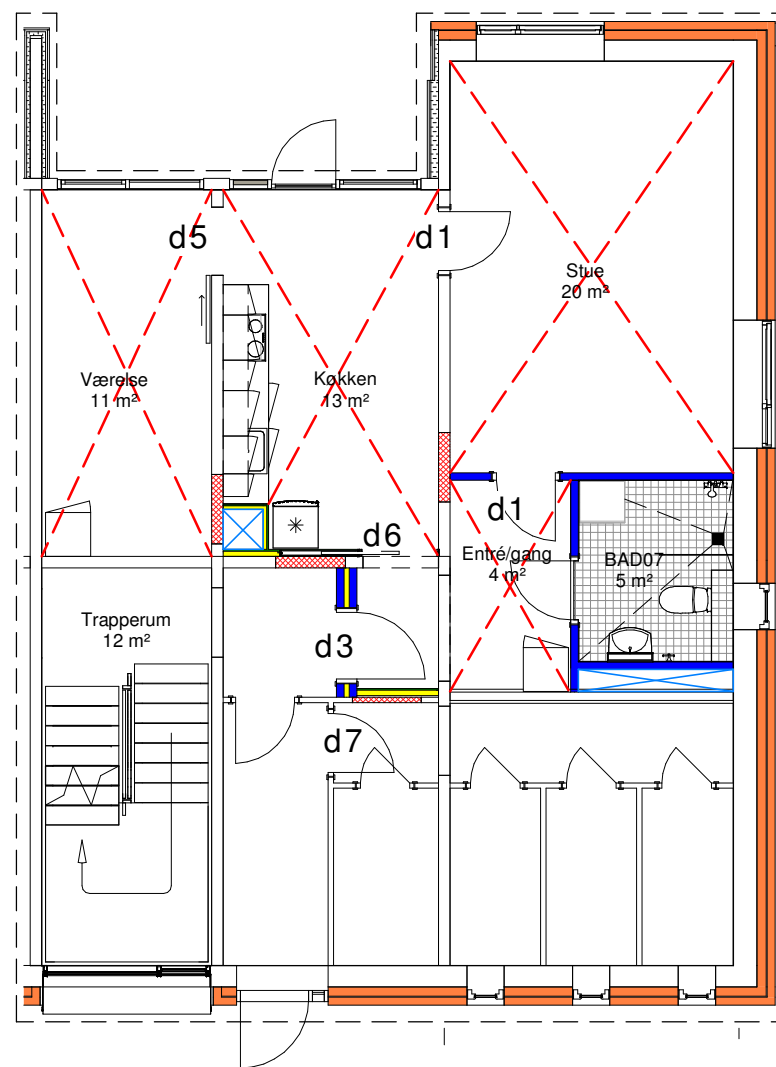 d5
d1
Stue
20 m²
Værelse
11 m²
Køkken
13 m²
d1
d6
Entré/gang
4 m²
BAD07
5 m²
Trapperum
12 m²
d3
d7